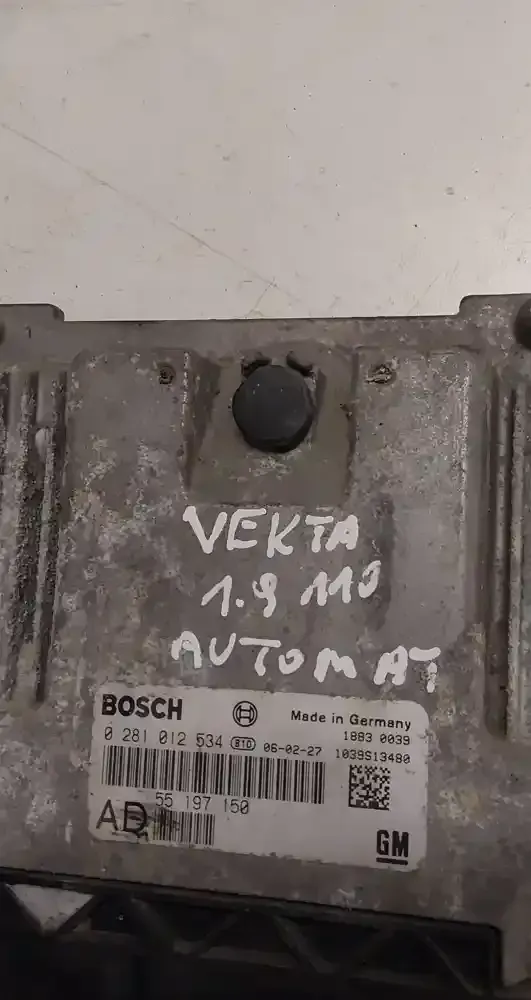 VEKTA
1.9 110
AUTOMAT
BOSCH
Made in Germany
1883 0039
0 281 012 534 B10 06-02-27 1039S13480
55 197 150
AD
GM